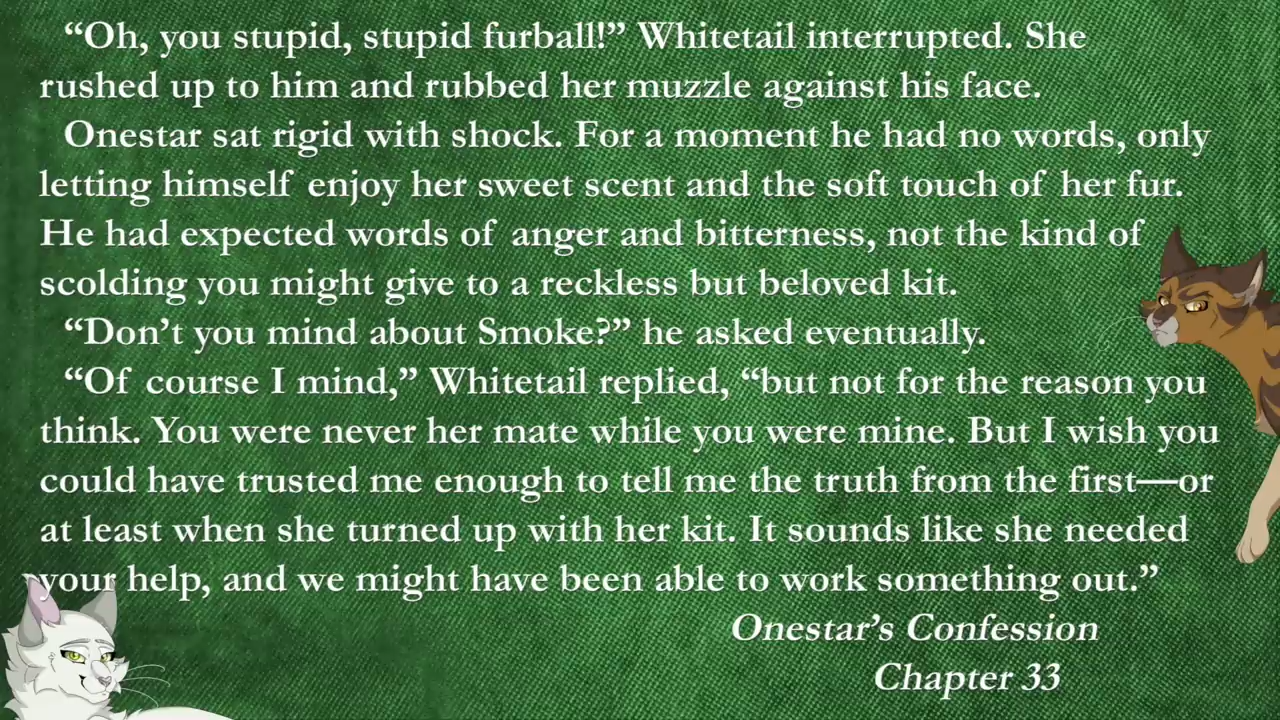 “Oh, you stupid, stupid furball!” Whitetail interrupted. She
rushed up to him and rubbed her muzzle against his face.
Onestar sat rigid with shock. For a moment he had no words, only
letting himself enjoy her sweet scent and the soft touch of her fur.
He had expected words of anger and bitterness, not the kind of
scolding you might give to a reckless but beloved kit.
“Don’t you mind about Smoke?” he asked eventually.
“Of course I mind,” Whitetail replied, “but not for the reason you
think. You were never her mate while you were mine. But I wish you
could have trusted me enough to tell me the truth from the first—or
at least when she turned up with her kit. It sounds like she needed
your help, and we might have been able to work something out.”
Onestar’s Confession
Chapter 33